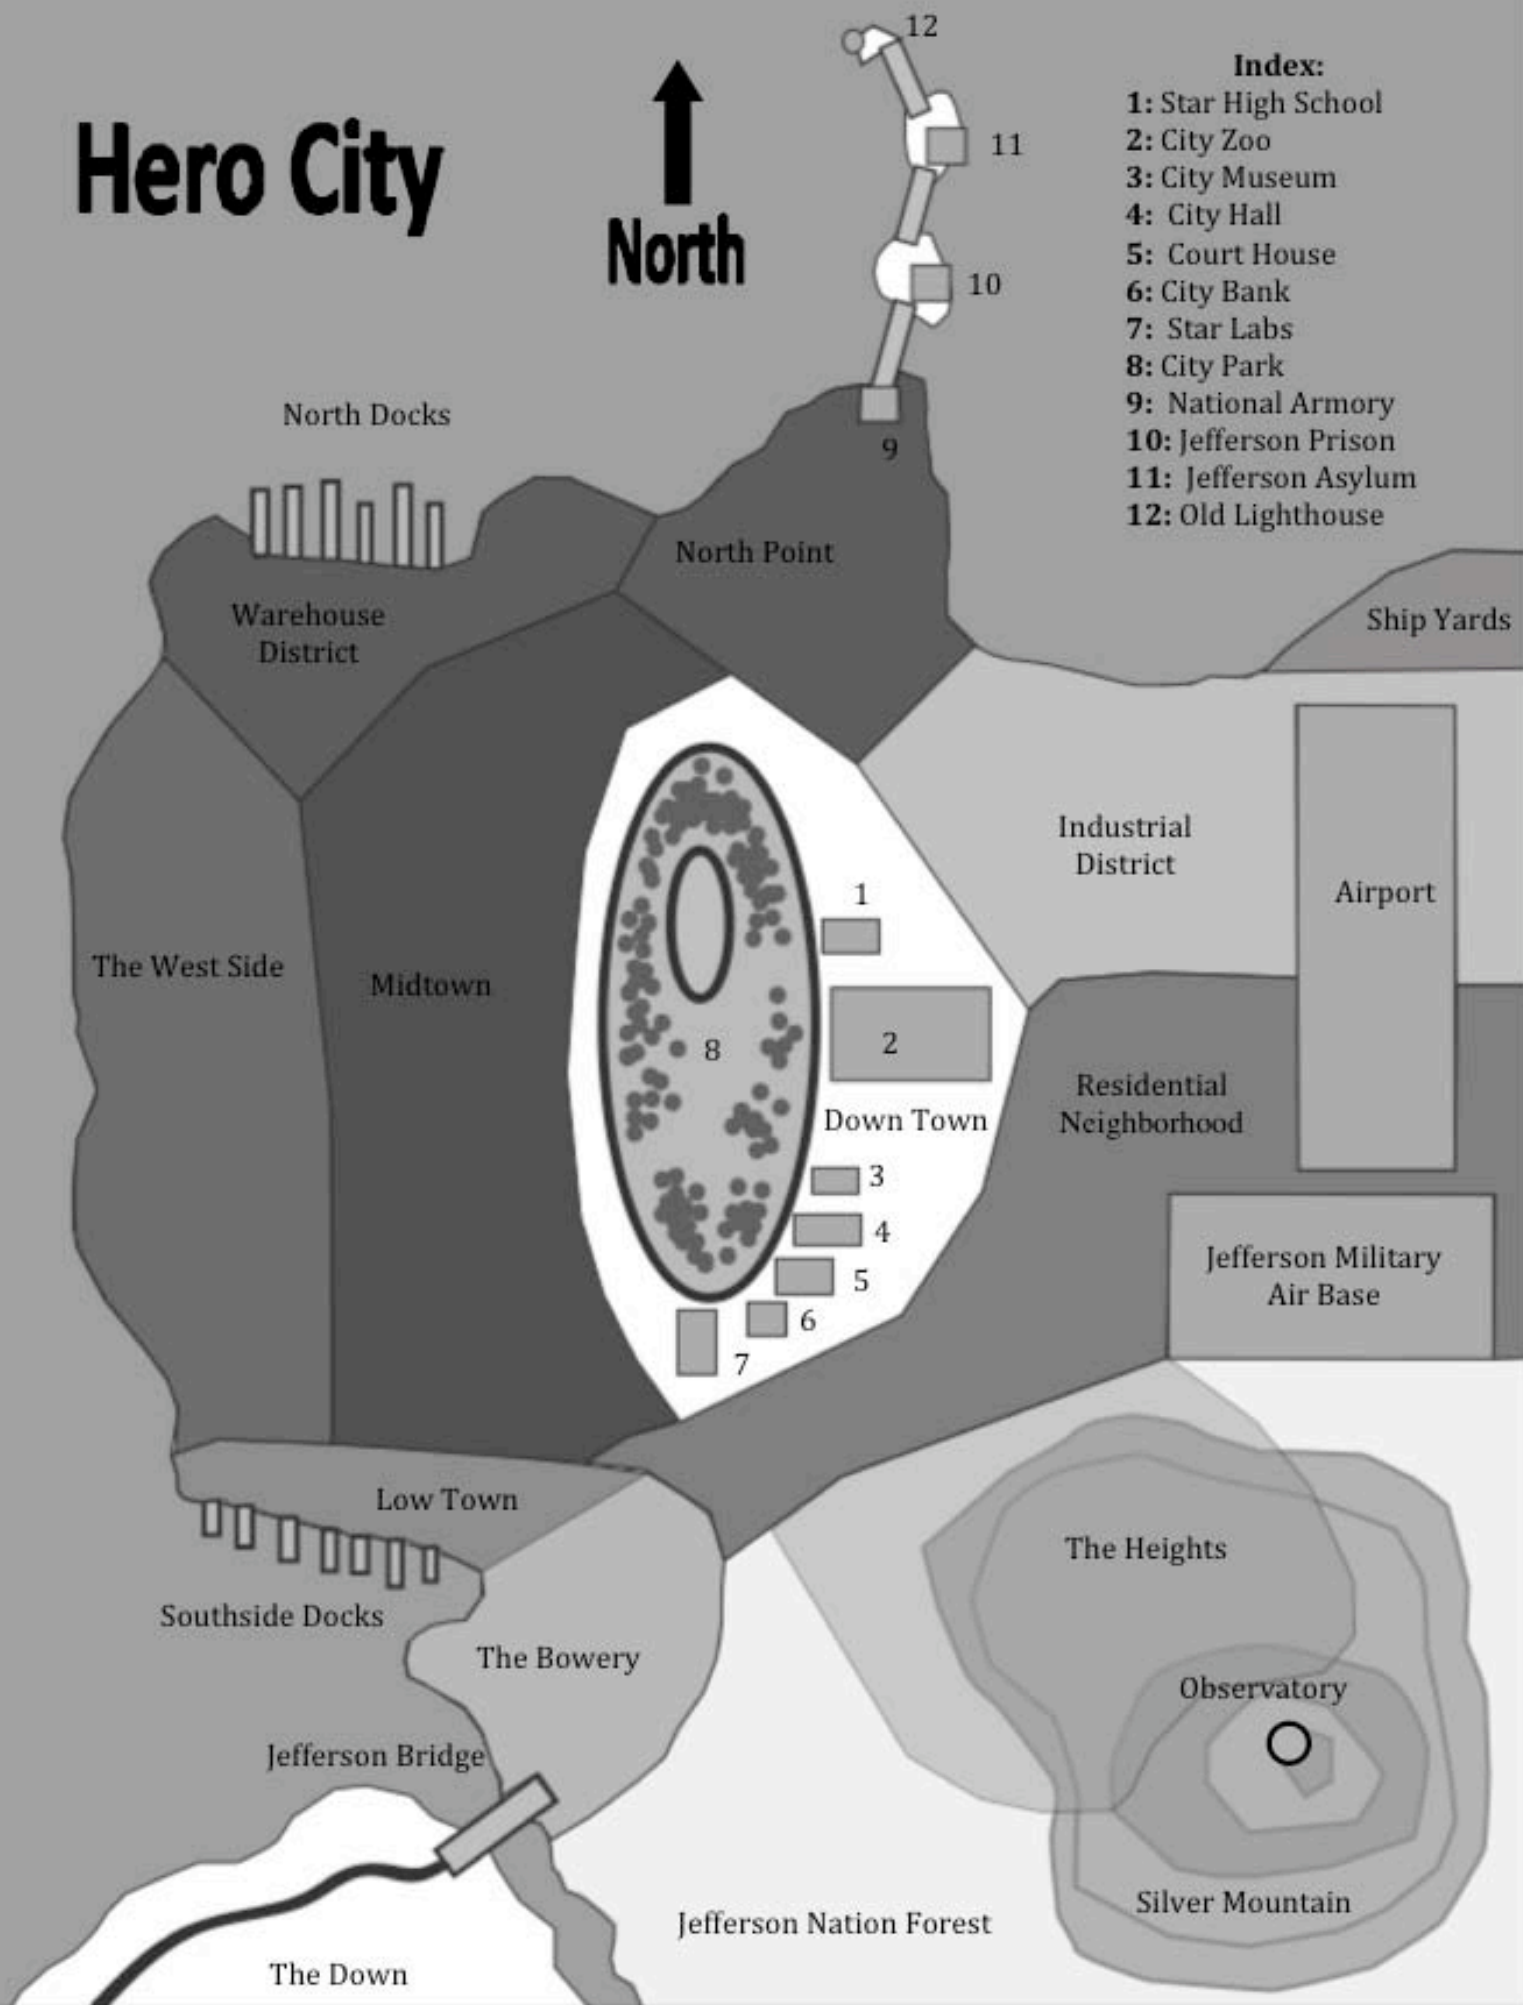 Hero City
North
12
11
10
9
Index:
1: Star High School
2: City Zoo
3: City Museum
4: City Hall
5: Court House
6: City Bank
7: Star Labs
8: City Park
9: National Armory
10: Jefferson Prison
11: Jefferson Asylum
12: Old Lighthouse
North Docks
North Point
Warehouse
District
Ship Yards
Industrial
District
Airport
1
The West Side
Midtown
8
2
Residential
Neighborhood
Down Town
3
4
5
6
7
Jefferson Military
Air Base
Low Town
The Heights
Southside Docks
The Bowery
Observatory
Jefferson Bridge
Silver Mountain
Jefferson Nation Forest
The Down